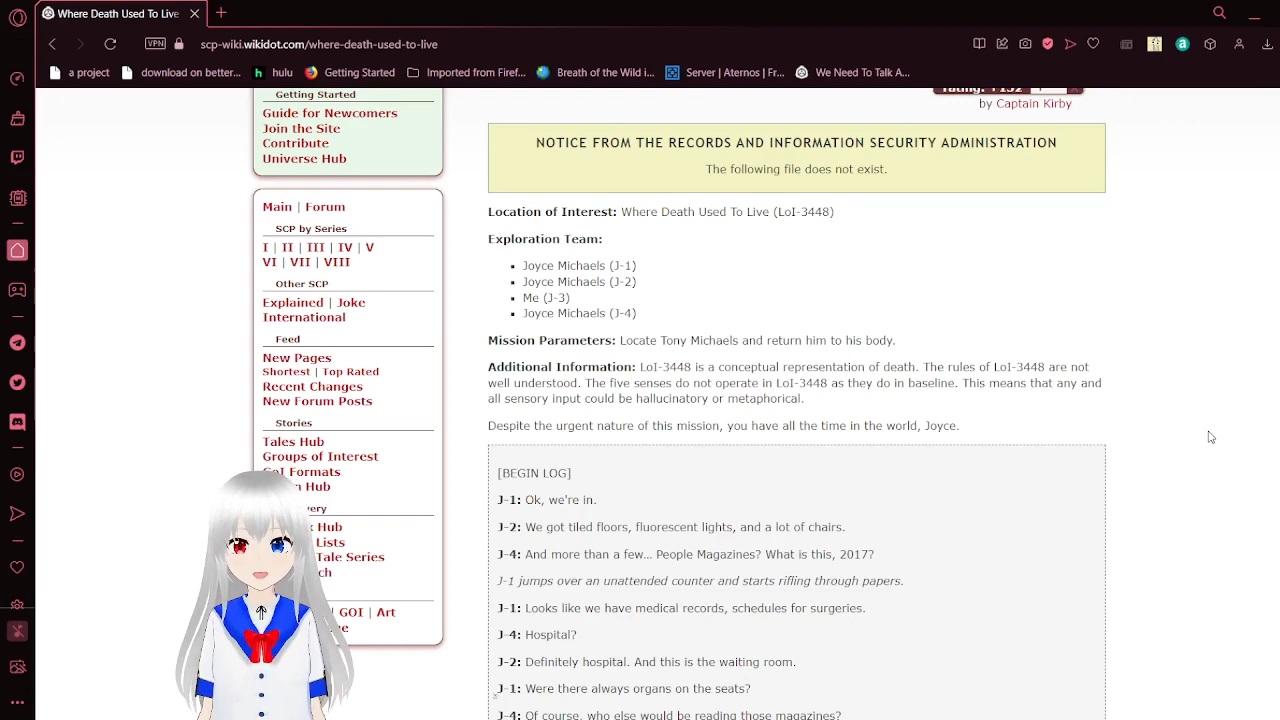 Where Death Used To Live
VPN
scp-wiki.wikidot.com/where-death-used-to-live
a project
download on better...
hulu
Getting Started
Imported from Firef...
Breath of the Wild i...
Server | Aternos | Fr...
We Need To Talk A...
Getting Started
Guide for Newcomers
Join the Site
Contribute
Universe Hub
Main | Forum
SCP by Series
I | II | III | IV | V
VI | VII | VIII
Other SCP
Explained | Joke
International
Feed
New Pages
Shortest | Top Rated
Recent Changes
New Forum Posts
Stories
Tales Hub
Groups of Interest
GoI Formats
Hub
Hub
Lists
Tale Series
GOI | Art
by Captain Kirby
NOTICE FROM THE RECORDS AND INFORMATION SECURITY ADMINISTRATION
The following file does not exist.
Location of Interest: Where Death Used To Live (LoI-3448)
Exploration Team:
Joyce Michaels (J-1)
Joyce Michaels (J-2)
Me (J-3)
Joyce Michaels (J-4)
Mission Parameters: Locate Tony Michaels and return him to his body.
Additional Information: LoI-3448 is a conceptual representation of death. The rules of LoI-3448 are not
well understood. The five senses do not operate in LoI-3448 as they do in baseline. This means that any and
all sensory input could be hallucinatory or metaphorical.
Despite the urgent nature of this mission, you have all the time in the world, Joyce.
[BEGIN LOG]
J-1: Ok, we're in.
J-2: We got tiled floors, fluorescent lights, and a lot of chairs.
J-4: And more than a few... People Magazines? What is this, 2017?
J-1 jumps over an unattended counter and starts rifling through papers.
J-1: Looks like we have medical records, schedules for surgeries.
J-4: Hospital?
J-2: Definitely hospital. And this is the waiting room.
J-1: Were there always organs on the seats?
J-4: Of course, who else would be reading those magazines?